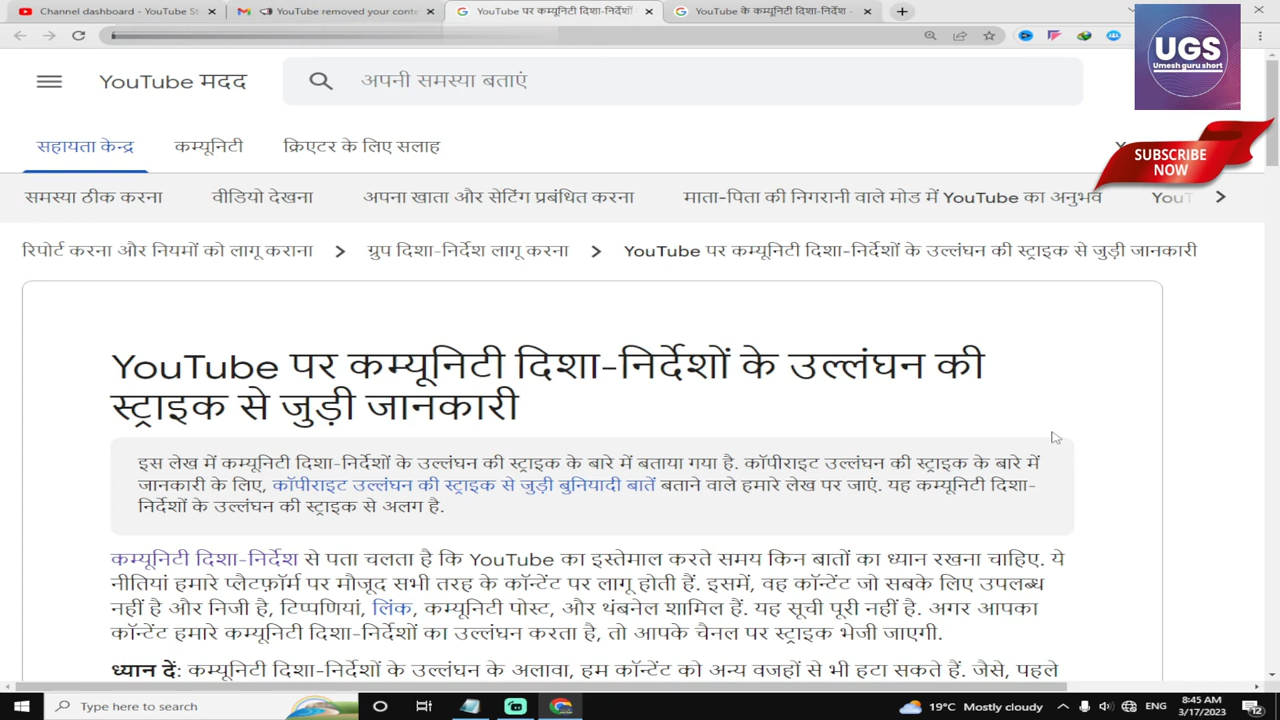 Channel dashboard - YouTube St
YouTube removed your conte
YouTube पर कम्यूनिटी दिशा-निर्देशों
YouTube के कम्यूनिटी दिशा-निर्देश -
UGS
Umesh guru short
YouTube मदद
अपनी समस्या बताएं
सहायता केन्द्र
कम्यूनिटी
क्रिएटर के लिए सलाह
SUBSCRIBE
NOW
समस्या ठीक करना
वीडियो देखना
अपना खाता और सेटिंग प्रबंधित करना
माता-पिता की निगरानी वाले मोड में YouTube का अनुभव
YouT
रिपोर्ट करना और नियमों को लागू कराना > ग्रुप दिशा-निर्देश लागू करना > YouTube पर कम्यूनिटी दिशा-निर्देशों के उल्लंघन की स्ट्राइक से जुड़ी जानकारी
YouTube पर कम्यूनिटी दिशा-निर्देशों के उल्लंघन की
स्ट्राइक से जुड़ी जानकारी
इस लेख में कम्यूनिटी दिशा-निर्देशों के उल्लंघन की स्ट्राइक के बारे में बताया गया है. कॉपीराइट उल्लंघन की स्ट्राइक के बारे में
जानकारी के लिए, कॉपीराइट उल्लंघन की स्ट्राइक से जुड़ी बुनियादी बातें बताने वाले हमारे लेख पर जाएं. यह कम्यूनिटी दिशा-
निर्देशों के उल्लंघन की स्ट्राइक से अलग है.
कम्यूनिटी दिशा-निर्देश से पता चलता है कि YouTube का इस्तेमाल करते समय किन बातों का ध्यान रखना चाहिए. ये
नीतियां हमारे प्लैटफ़ॉर्म पर मौजूद सभी तरह के कॉन्टेंट पर लागू होती हैं. इसमें, वह कॉन्टेंट जो सबके लिए उपलब्ध
नहीं है और निजी है, टिप्पणियां, लिंक, कम्यूनिटी पोस्ट, और थंबनेल शामिल हैं. यह सूची पूरी नहीं है. अगर आपका
कॉन्टेंट हमारे कम्यूनिटी दिशा-निर्देशों का उल्लंघन करता है, तो आपके चैनल पर स्ट्राइक भेजी जाएगी.
ध्यान दें: कम्यूनिटी दिशा-निर्देशों के उल्लंघन के अलावा, हम कॉन्टेंट को अन्य वजहों से भी हटा सकते हैं. जैसे, पहले
Type here to search
19°C Mostly cloudy
ENG
8:45 AM
3/17/2023
12